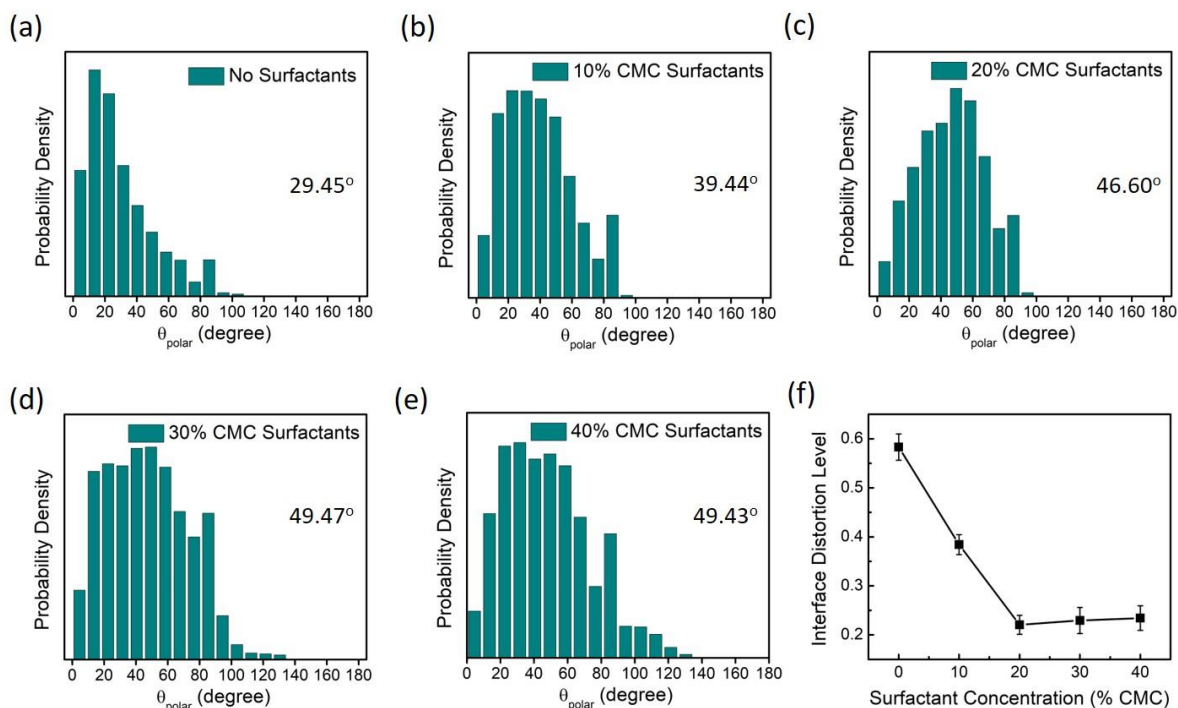 (a)
No Surfactants
29.45°
Probability Density
0 20 40 60 80 100 120 140 160 180
θpolar (degree)
(b)
10% CMC Surfactants
39.44°
Probability Density
0 20 40 60 80 100 120 140 160 180
θpolar (degree)
(c)
20% CMC Surfactants
46.60°
Probability Density
0 20 40 60 80 100 120 140 160 180
θpolar (degree)
(d)
30% CMC Surfactants
49.47°
Probability Density
0 20 40 60 80 100 120 140 160 180
θpolar (degree)
(e)
40% CMC Surfactants
49.43°
Probability Density
0 20 40 60 80 100 120 140 160 180
θpolar (degree)
(f)
Interface Distortion Level
0.6
0.5
0.4
0.3
0.2
0 10 20 30 40
Surfactant Concentration (% CMC)